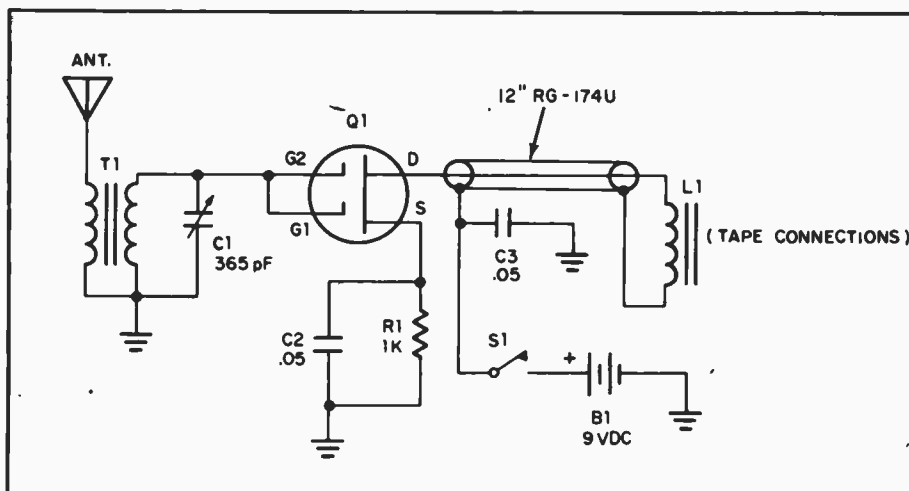 ANT.
T1
C1
365 pF
Q1
G2
G1
D
S
12" RG-174U
C2
.05
R1
1K
C3
.05
S1
+
B1
9 VDC
L1
(TAPE CONNECTIONS)